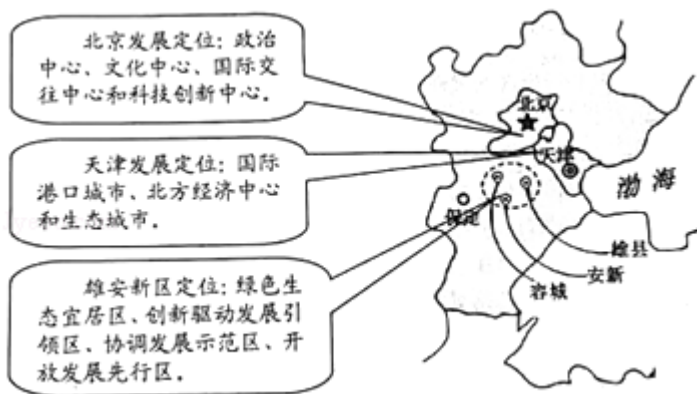 北京发展定位：政治
中心、文化中心、国际交
往中心和科技创新中心。
天津发展定位：国际
港口城市、北方经济中心
和生态城市。
雄安新区定位：绿色生
态宜居区、创新驱动发展引
领区、协调发展示范区、开
放发展先行区。
北京
天津
渤海
保定
雄县
安新
容城